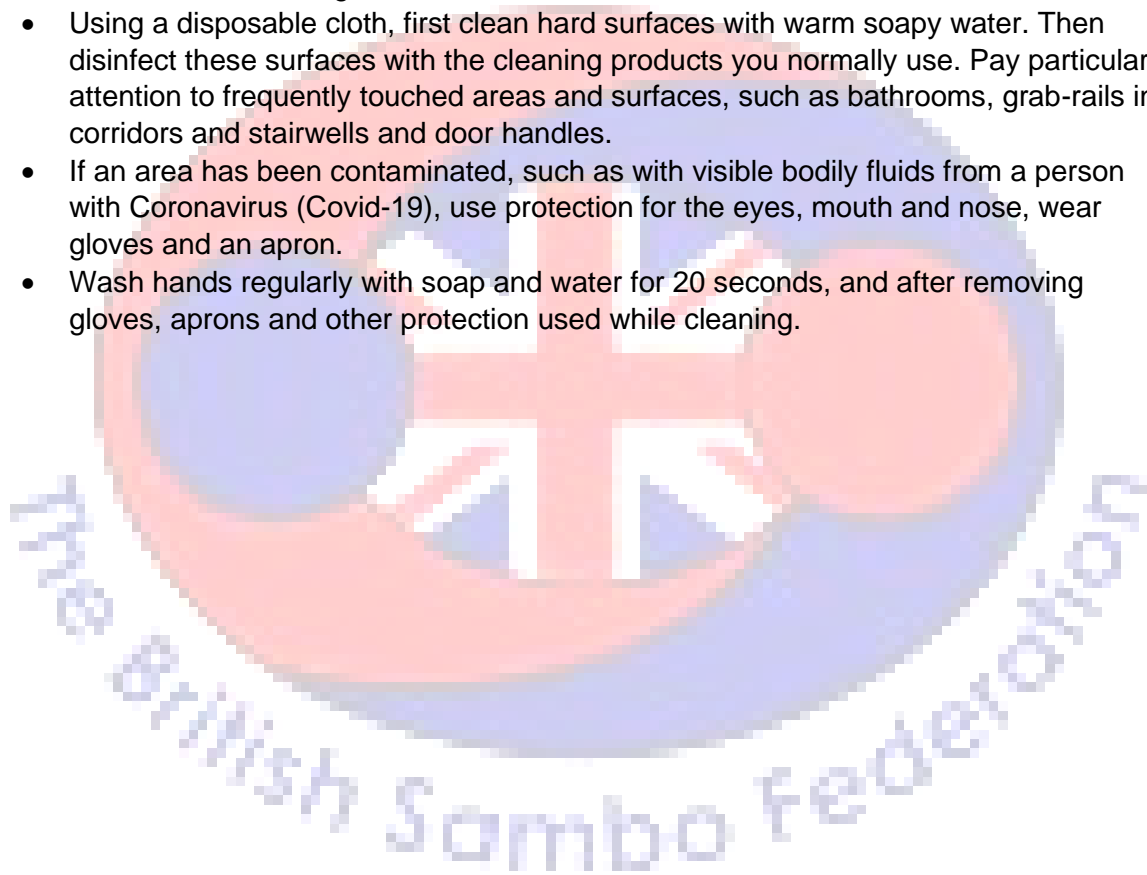 • Using a disposable cloth, first clean hard surfaces with warm soapy water. Then
disinfect these surfaces with the cleaning products you normally use. Pay particular
attention to frequently touched areas and surfaces, such as bathrooms, grab-rails in
corridors and stairwells and door handles.
• If an area has been contaminated, such as with visible bodily fluids from a person
with Coronavirus (Covid-19), use protection for the eyes, mouth and nose, wear
gloves and an apron.
• Wash hands regularly with soap and water for 20 seconds, and after removing
gloves, aprons and other protection used while cleaning.
The British Sambo Federation